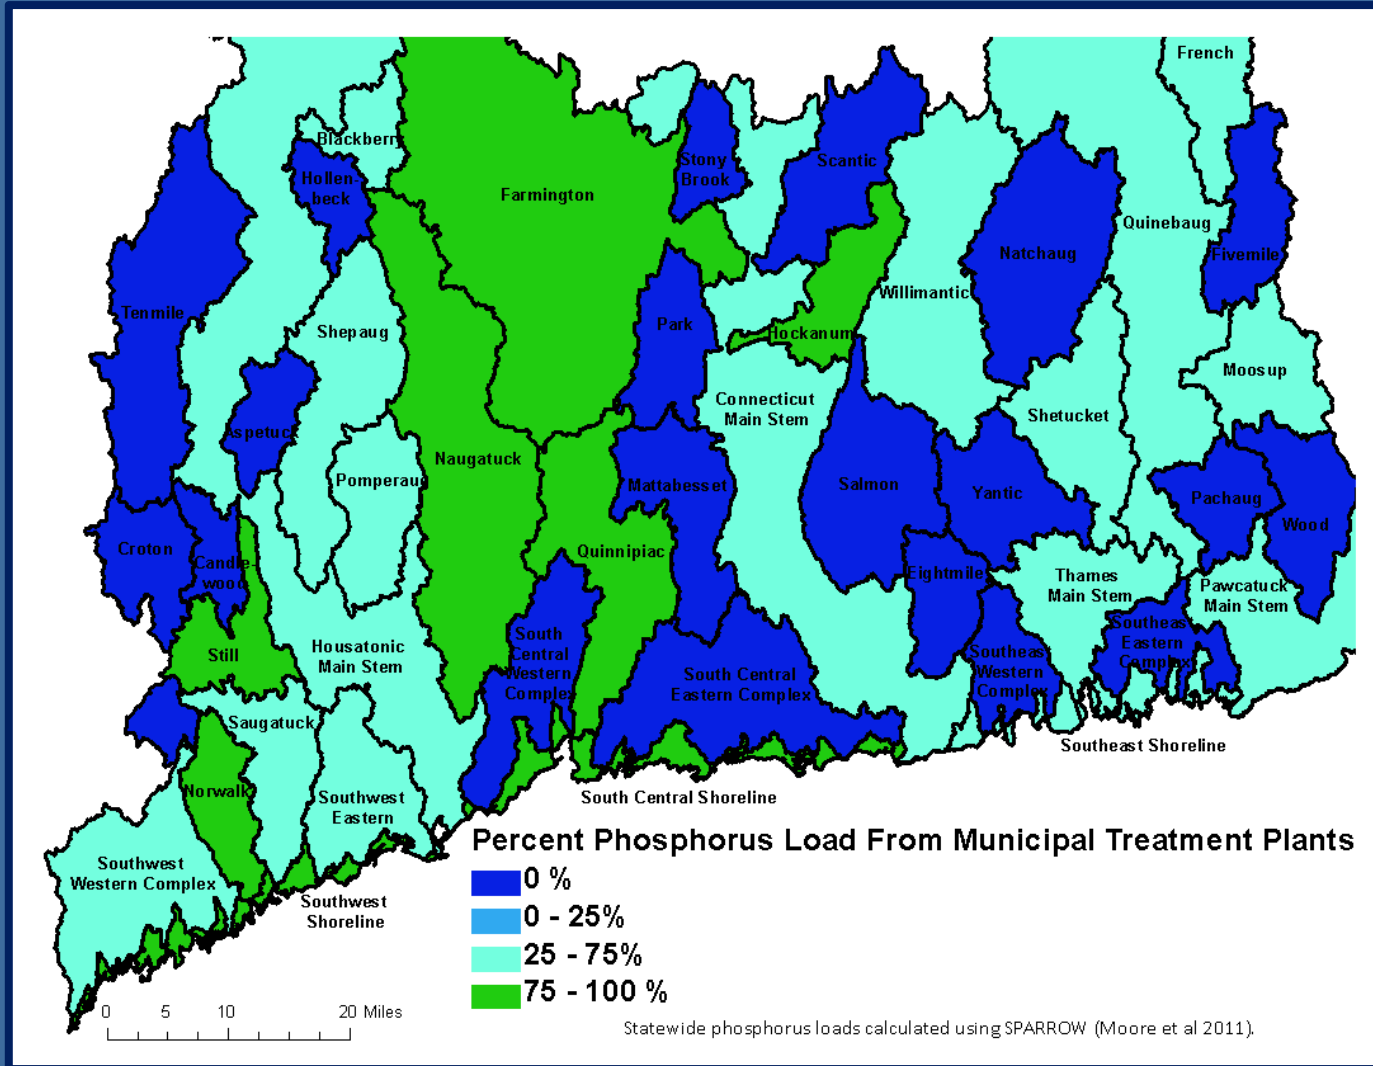 French
Blackberry
Hollen-
beck
Stony
Brook
Scantic
Farmington
Quinebaug
Natchaug
Fivemile
Willimantic
Tenmile
Shepaug
Park
Hockanum
Moosup
Connecticut
Main Stem
Shetucket
Aspetuck
Naugatuck
Pomperaug
Mattabesset
Salmon
Yantic
Pachaug
Wood
Croton
Candle-
wood
Quinnipiac
Eightmile
Thames
Main Stem
Pawcatuck
Main Stem
Still
Housatonic
Main Stem
South
Central
Western
Complex
South Central
Eastern Complex
Southeas
Western
Complex
Southeas
Eastern
Complex
Saugatuck
Southeast Shoreline
Norwalk
Southwest
Eastern
South Central Shoreline
Southwest
Western Complex
Southwest
Shoreline
Percent Phosphorus Load From Municipal Treatment Plants
0 %
0 - 25%
25 - 75%
75 - 100 %
0 5 10 20 Miles
Statewide phosphorus loads calculated using SPARROW (Moore et al 2011).